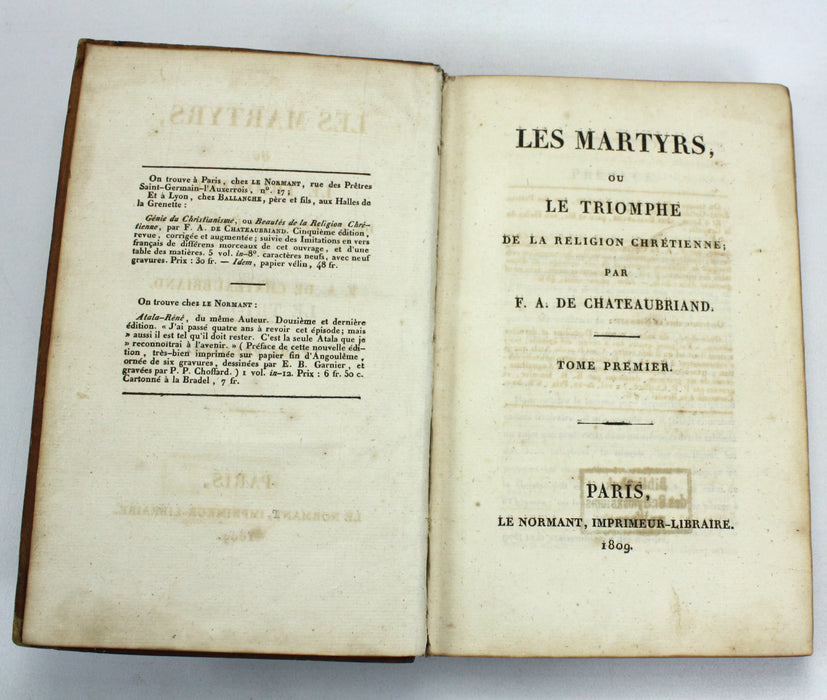 On trouve à Paris, chez LE NORMANT, rue des Prêtres
Saint-Germain-l'Auxerrois, n°. 17;
Et à Lyon, chez BALLANCHE, père et fils, aux Halles de
la Grenette :
Génie du Christianisme, ou Beautés de la Religion Chré-
tienne, par F. A. DE CHATEAUBRIAND. Cinquième édition,
revue, corrigée et augmentée; suivie des Imitations en vers
français de différens morceaux de cet ouvrage, et d'une
table des matières. 5 vol. in-8°. caractères neufs, avec neuf
gravures. Prix : 30 fr. — Idem, papier vélin, 48 fr.
On trouve chez LE NORMANT :
Atala-Réné, du même Auteur. Douzième et dernière
édition. « J'ai passé quatre ans à revoir cet épisode; mais
» aussi il est tel qu'il doit rester. C'est la seule Atala que je
» reconnoitrai à l'avenir. » ( Préface de cette nouvelle édi-
tion, très-bien imprimée sur papier fin d'Angoulême,
ornée de six gravures, dessinées par E. B. Garnier, et
gravées par P. P. Choffard. ) 1 vol. in-12. Prix : 6 fr. 50 c.
Cartonné à la Bradel, 7 fr.
LES MARTYRS,
OU
LE TRIOMPHE
DE LA RELIGION CHRÉTIENNE;
PAR
F. A. DE CHATEAUBRIAND.
TOME PREMIER.
PARIS,
LE NORMANT, IMPRIMEUR-LIBRAIRE.
1809.